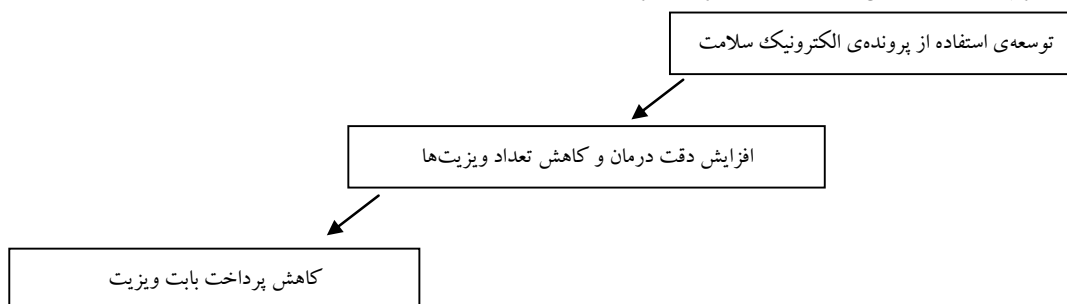 توسعه‌ی استفاده از پرونده‌ی الکترونیک سلامت
افزایش دقت درمان و کاهش تعداد ویزیت‌ها
کاهش پرداخت بابت ویزیت